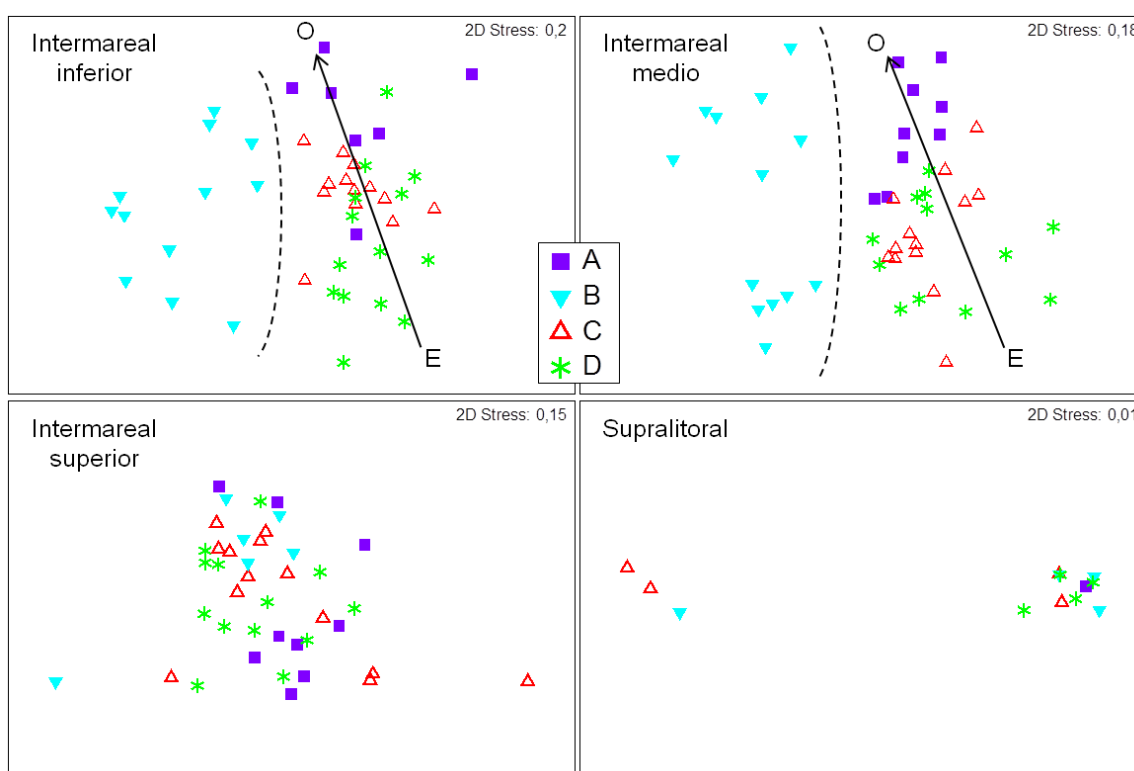 2D Stress: 0,2
Intermareal
inferior
O
E
2D Stress: 0,18
Intermareal
medio
O
E
A
B
C
D
2D Stress: 0,15
Intermareal
superior
2D Stress: 0,01
Supralitoral